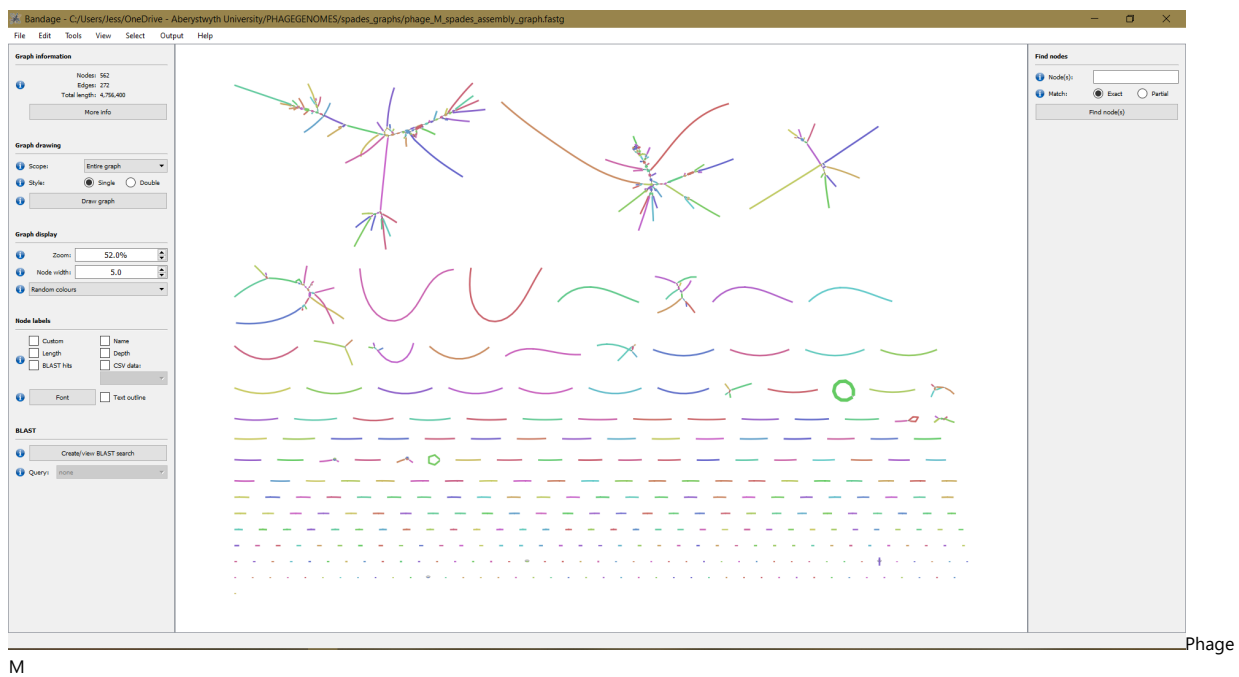 Bandage - C:/Users/Jess/OneDrive - Aberystwyth University/PHAGEGENOMES/spades_graphs/phage_M_spades_assembly_graph.fastg
File Edit Tools View Select Output Help
Graph information
Nodes: 562
Edges: 272
Total length: 4,756,400
More info
Graph drawing
Scope: Entire graph
Style: Single Double
Draw graph
Graph display
Zoom: 52.0%
Node width: 5.0
Random colours
Node labels
Custom Name
Length Depth
BLAST hits CSV data:
Font Text outline
BLAST
Create/view BLAST search
Query: none
Find nodes
Node(s):
Match: Exact Partial
Find node(s)
Phage
M